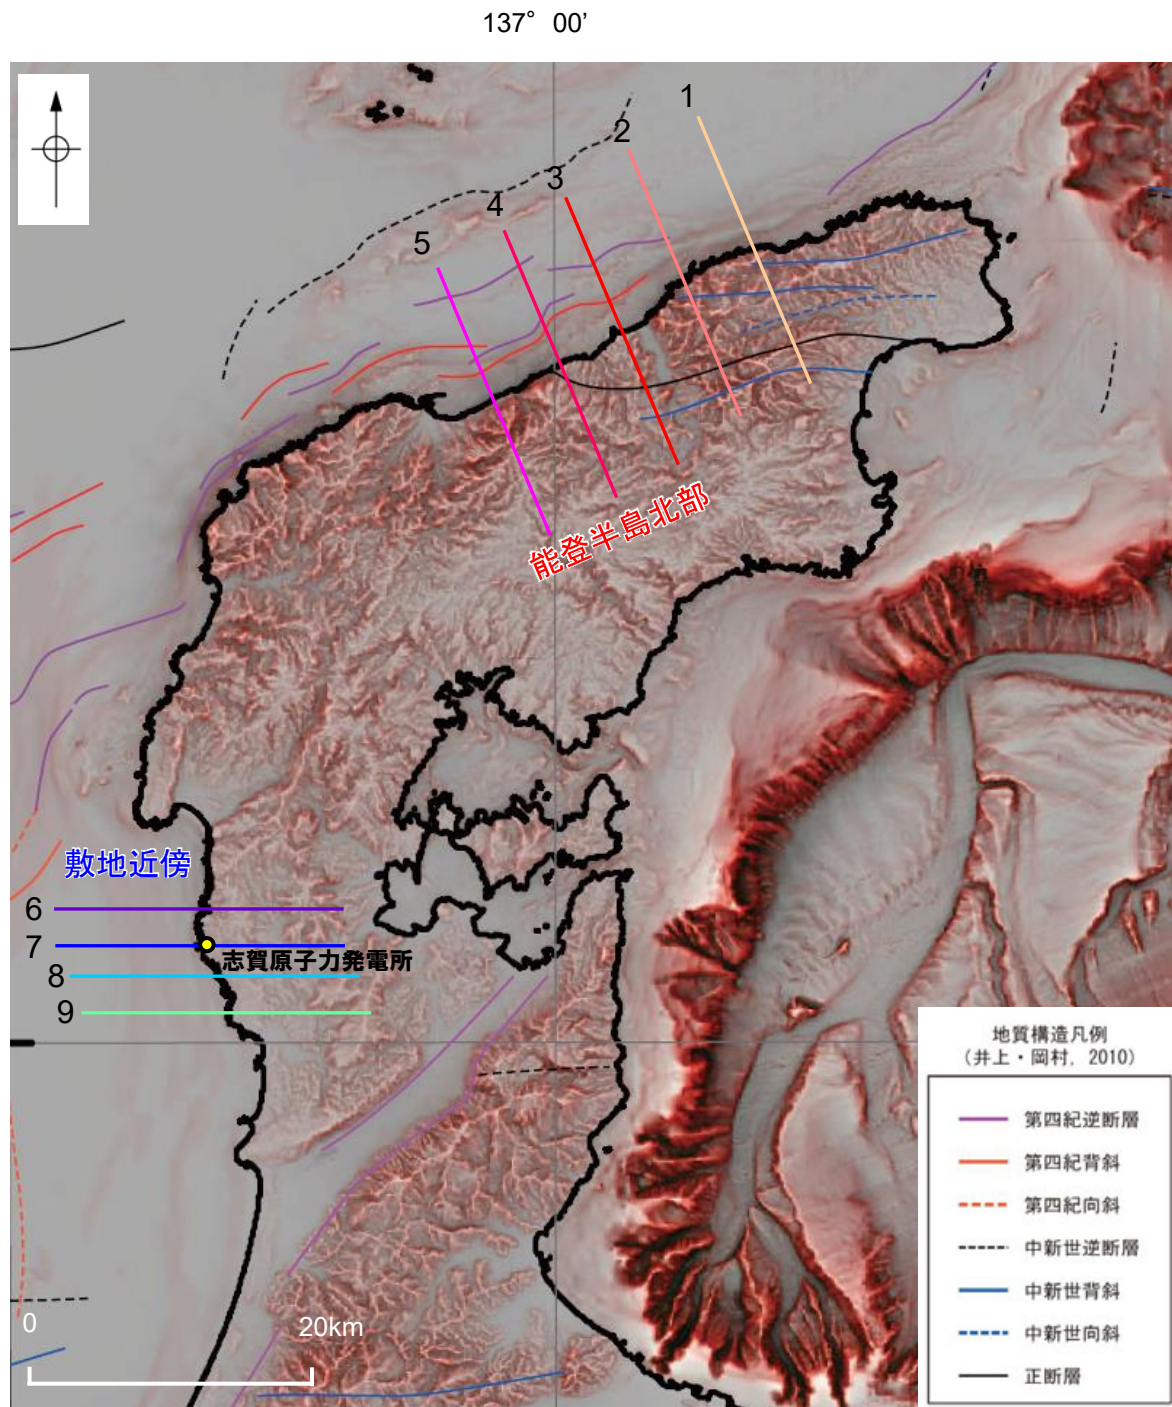 137° 00’
1
2
3
4
5
能登半島北部
敷地近傍
6
7
志賀原子力発電所
8
9
0
20km
地質構造凡例
(井上・岡村, 2010)
第四紀逆断層
第四紀背斜
第四紀向斜
中新世逆断層
中新世背斜
中新世向斜
正断層